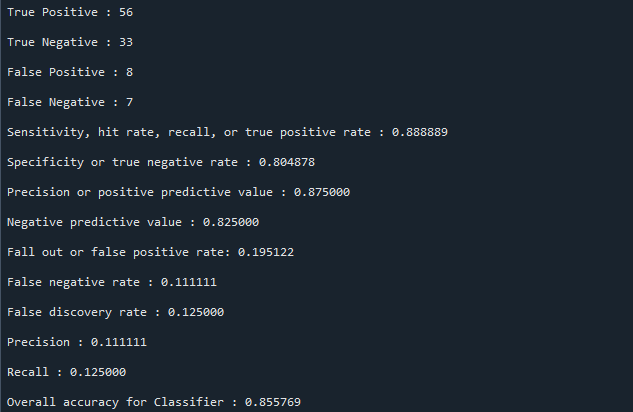 True Positive : 56
True Negative : 33
False Positive : 8
False Negative : 7
Sensitivity, hit rate, recall, or true positive rate : 0.888889
Specificity or true negative rate : 0.804878
Precision or positive predictive value : 0.875000
Negative predictive value : 0.825000
Fall out or false positive rate: 0.195122
False negative rate : 0.111111
False discovery rate : 0.125000
Precision : 0.111111
Recall : 0.125000
Overall accuracy for Classifier : 0.855769